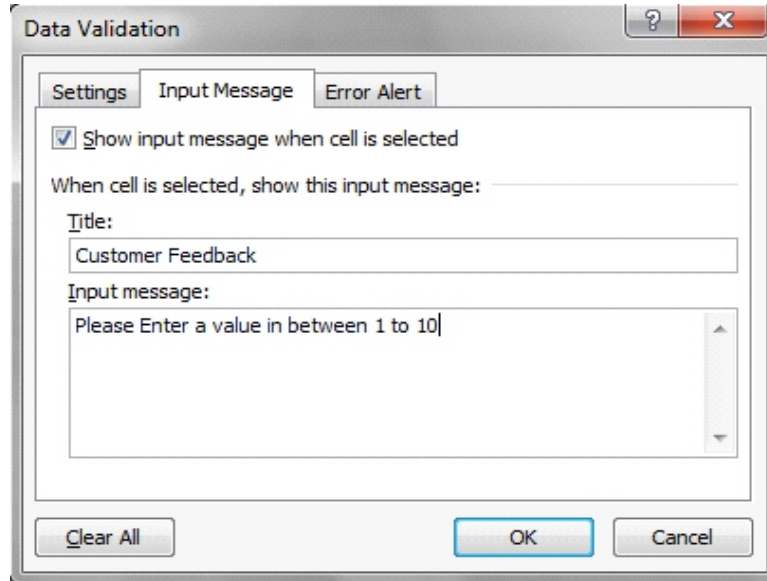 Data Validation
Settings Input Message Error Alert
Show input message when cell is selected
When cell is selected, show this input message:
Title:
Customer Feedback
Input message:
Please Enter a value in between 1 to 10
Clear All OK Cancel